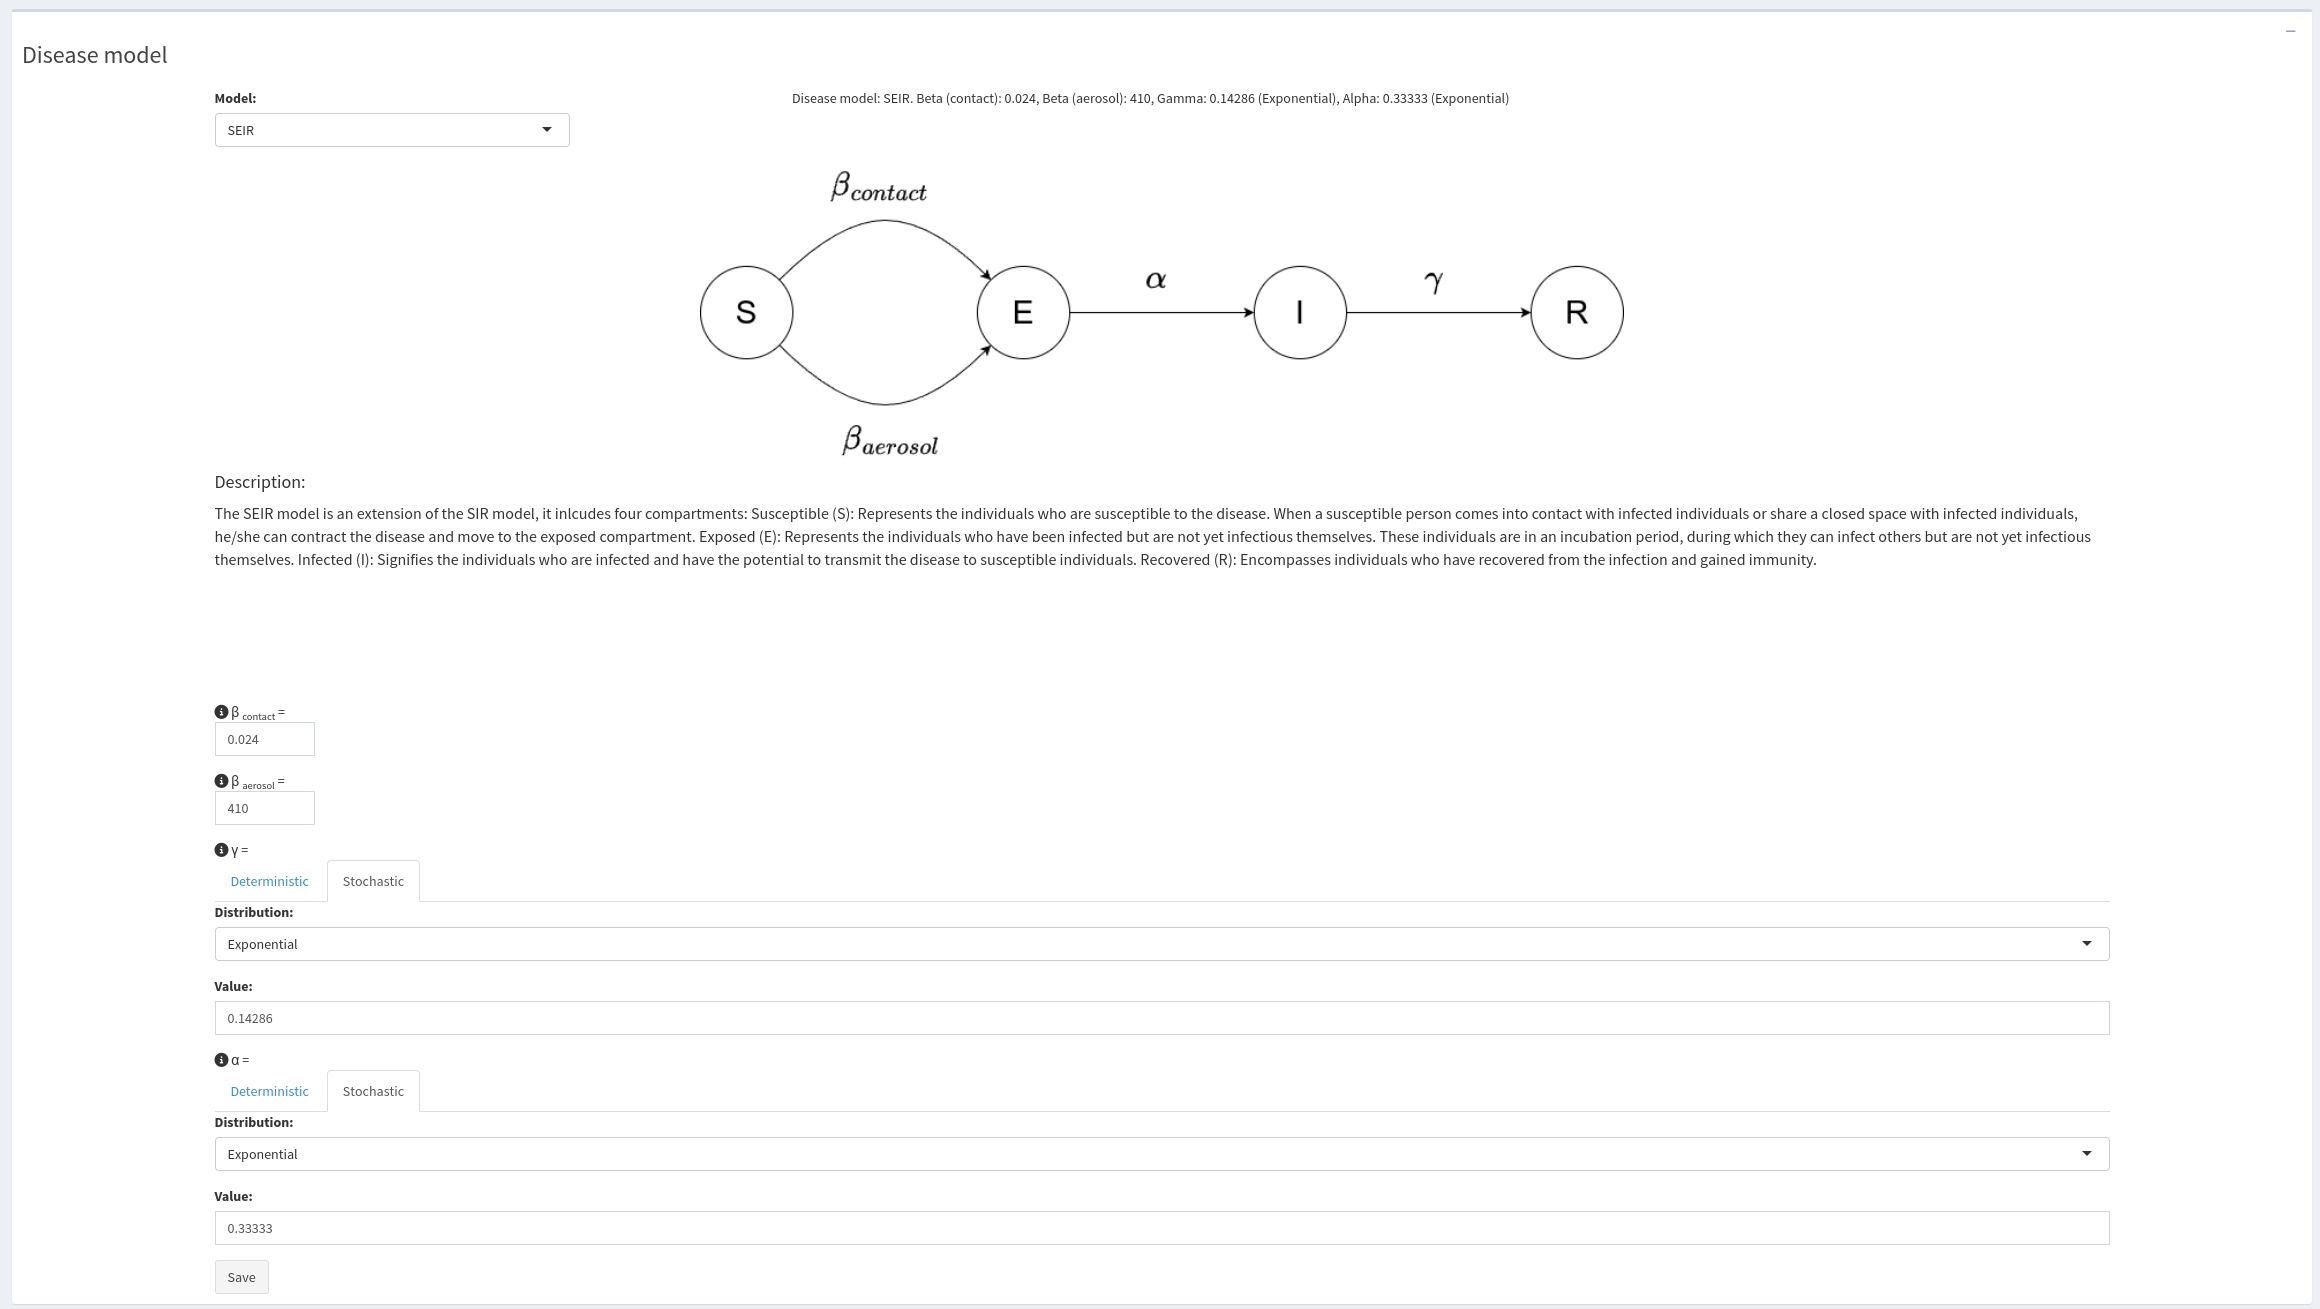 Disease model
Model:
SEIR
Disease model: SEIR. Beta (contact): 0.024, Beta (aerosol): 410, Gamma: 0.14286 (Exponential), Alpha: 0.33333 (Exponential)
β contact
S
E
α
I
γ
R
β aerosol
Description:
The SEIR model is an extension of the SIR model, it inlcudes four compartments: Susceptible (S): Represents the individuals who are susceptible to the disease. When a susceptible person comes into contact with infected individuals or share a closed space with infected individuals,
he/she can contract the disease and move to the exposed compartment. Exposed (E): Represents the individuals who have been infected but are not yet infectious themselves. These individuals are in an incubation period, during which they can infect others but are not yet infectious
themselves. Infected (I): Signifies the individuals who are infected and have the potential to transmit the disease to susceptible individuals. Recovered (R): Encompasses individuals who have recovered from the infection and gained immunity.
β contact =
0.024
β aerosol =
410
γ =
Deterministic Stochastic
Distribution:
Exponential
Value:
0.14286
α =
Deterministic Stochastic
Distribution:
Exponential
Value:
0.33333
Save